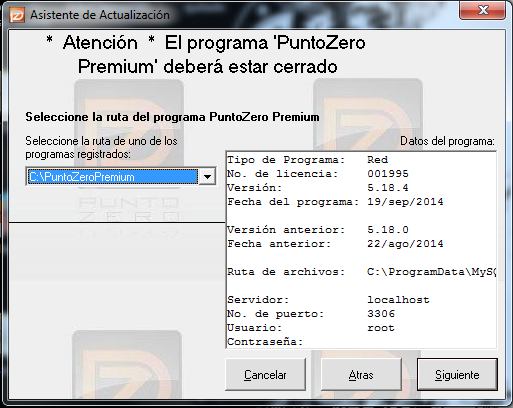 Asistente de Actualización
* Atención * El programa 'PuntoZero
Premium' deberá estar cerrado
Seleccione la ruta del programa PuntoZero Premium
Seleccione la ruta de uno de los
programas registrados:
C:\PuntoZeroPremium
Datos del programa:
Tipo de Programa: Red
No. de licencia: 001995
Versión: 5.18.4
Fecha del programa: 19/sep/2014
Versión anterior: 5.18.0
Fecha anterior: 22/ago/2014
Ruta de archivos: C:\ProgramData\MySQ
Servidor: localhost
No. de puerto: 3306
Usuario: root
Contraseña:
PUNTO
ZERO
Cancelar
Atras
Siguiente